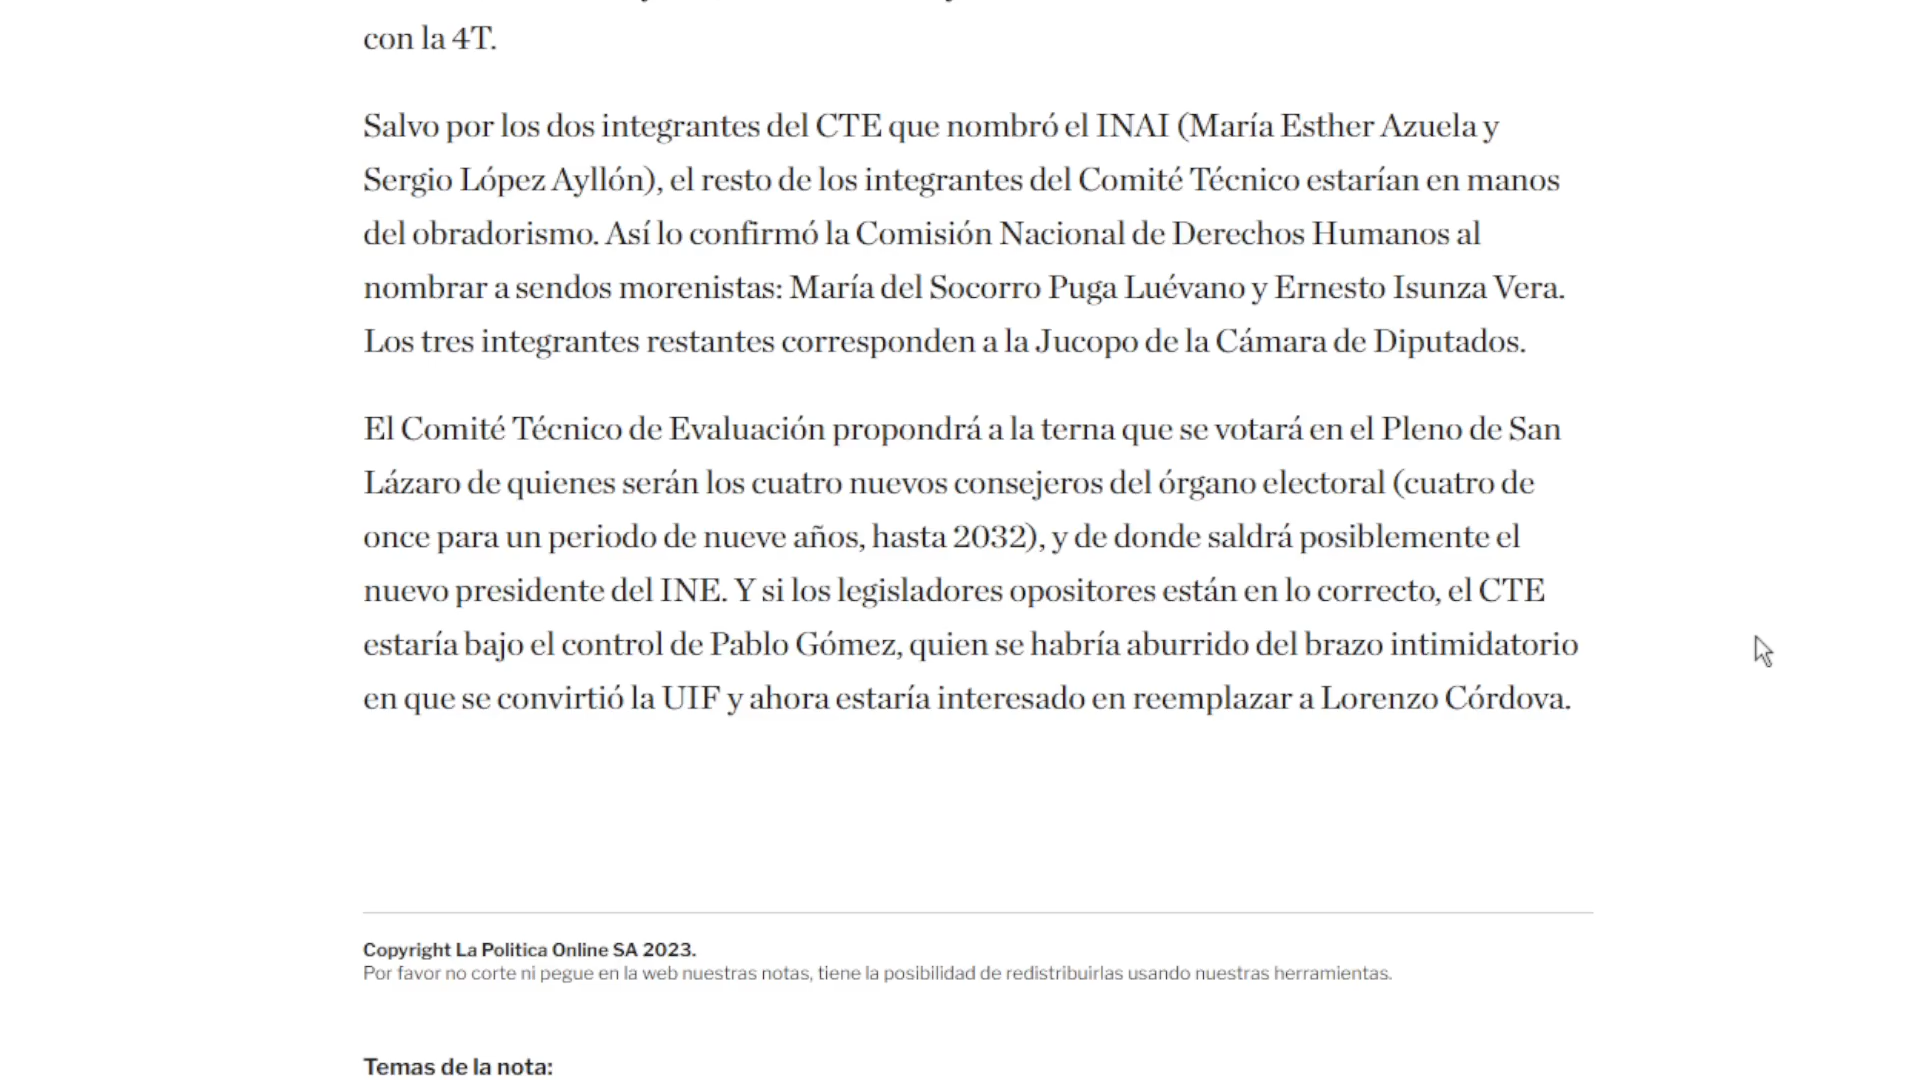 con la 4T.
Salvo por los dos integrantes del CTE que nombró el INAI (María Esther Azuela y
Sergio López Ayllón), el resto de los integrantes del Comité Técnico estarían en manos
del obradorismo. Así lo confirmó la Comisión Nacional de Derechos Humanos al
nombrar a sendos morenistas: María del Socorro Puga Luévano y Ernesto Isunza Vera.
Los tres integrantes restantes corresponden a la Jucopo de la Cámara de Diputados.
El Comité Técnico de Evaluación propondrá a la terna que se votará en el Pleno de San
Lázaro de quienes serán los cuatro nuevos consejeros del órgano electoral (cuatro de
once para un periodo de nueve años, hasta 2032), y de donde saldrá posiblemente el
nuevo presidente del INE. Y si los legisladores opositores están en lo correcto, el CTE
estaría bajo el control de Pablo Gómez, quien se habría aburrido del brazo intimidatorio
en que se convirtió la UIF y ahora estaría interesado en reemplazar a Lorenzo Córdova.
Copyright La Politica Online SA 2023.
Por favor no corte ni pegue en la web nuestras notas, tiene la posibilidad de redistribuirlas usando nuestras herramientas.
Temas de la nota: